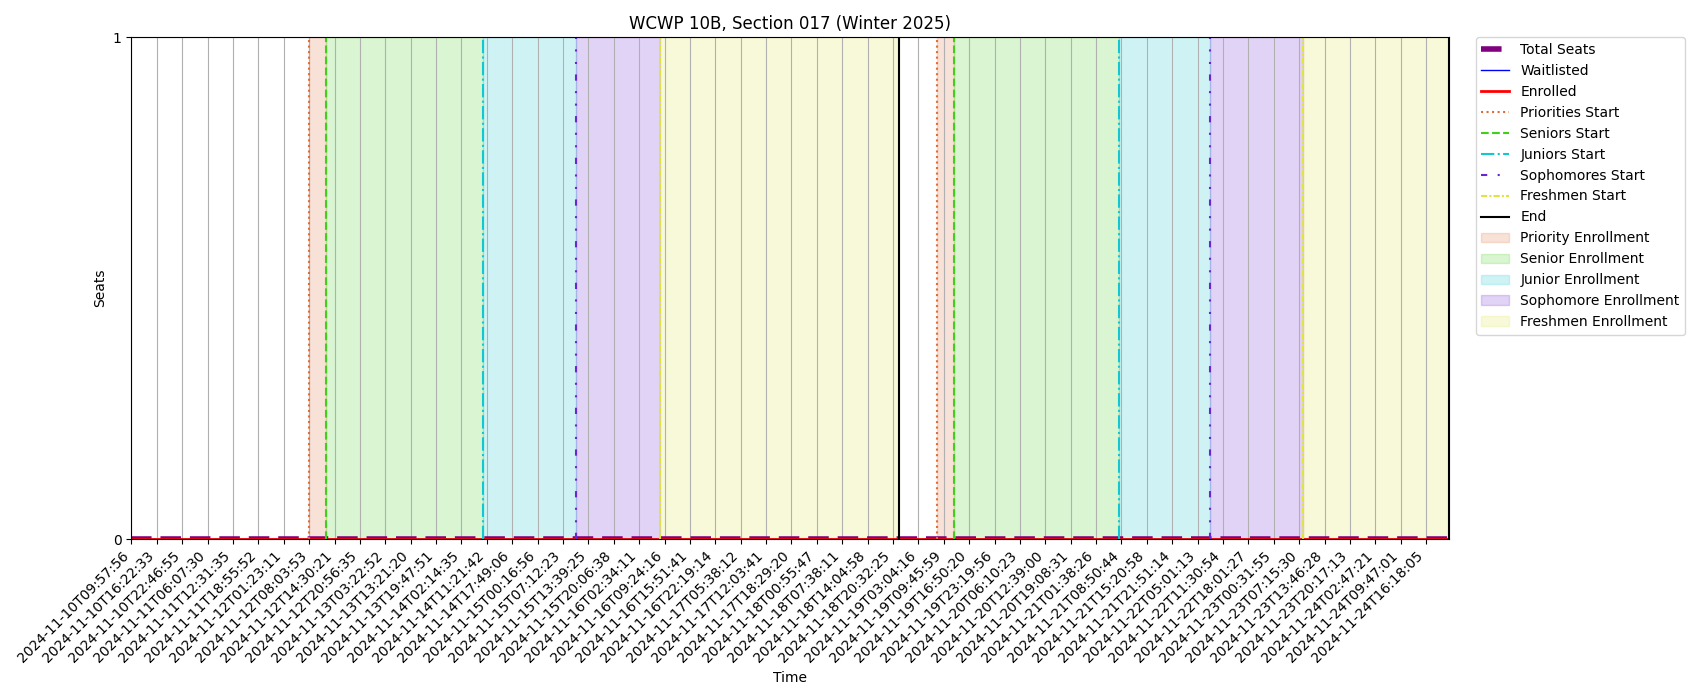 WCWP 10B, Section 017 (Winter 2025)
1
0
Seats
2024-11-10T09:57:56
2024-11-10T16:22:33
2024-11-10T22:46:55
2024-11-11T06:07:30
2024-11-11T12:31:35
2024-11-11T18:55:52
2024-11-12T01:23:11
2024-11-12T08:03:53
2024-11-12T14:30:21
2024-11-12T20:56:35
2024-11-13T03:22:52
2024-11-13T13:21:20
2024-11-13T19:47:51
2024-11-14T02:14:35
2024-11-14T11:21:42
2024-11-14T17:49:06
2024-11-15T00:16:56
2024-11-15T07:12:23
2024-11-15T13:39:25
2024-11-15T20:06:38
2024-11-16T02:34:11
2024-11-16T09:24:16
2024-11-16T15:51:41
2024-11-16T22:19:14
2024-11-17T05:38:12
2024-11-17T12:03:41
2024-11-17T18:29:20
2024-11-18T00:55:47
2024-11-18T07:38:11
2024-11-18T14:04:58
2024-11-18T20:32:25
2024-11-19T03:04:16
2024-11-19T09:45:59
2024-11-19T16:50:20
2024-11-19T23:19:56
2024-11-20T06:10:23
2024-11-20T12:39:00
2024-11-20T19:08:31
2024-11-21T01:38:26
2024-11-21T08:50:44
2024-11-21T15:20:58
2024-11-21T21:51:14
2024-11-22T05:01:13
2024-11-22T11:30:54
2024-11-22T18:01:27
2024-11-23T00:31:55
2024-11-23T07:15:30
2024-11-23T13:46:28
2024-11-23T20:17:13
2024-11-24T02:47:21
2024-11-24T09:47:01
2024-11-24T16:18:05
Time
Total Seats
Waitlisted
Enrolled
Priorities Start
Seniors Start
Juniors Start
Sophomores Start
Freshmen Start
End
Priority Enrollment
Senior Enrollment
Junior Enrollment
Sophomore Enrollment
Freshmen Enrollment